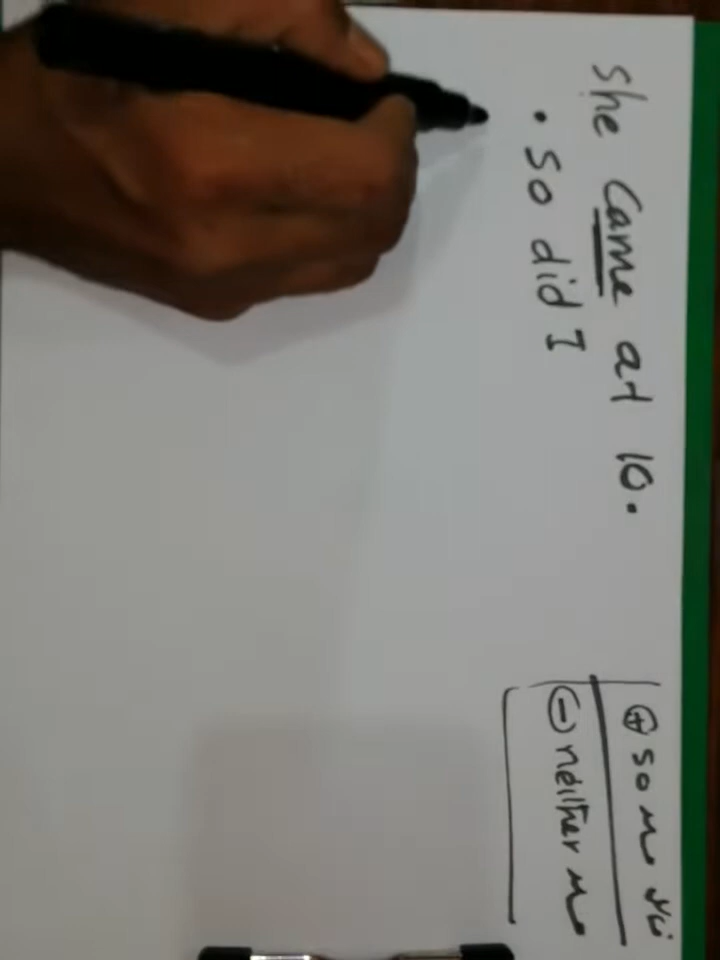 She came at 10.
• So did I
⊕ so
⊖ neither